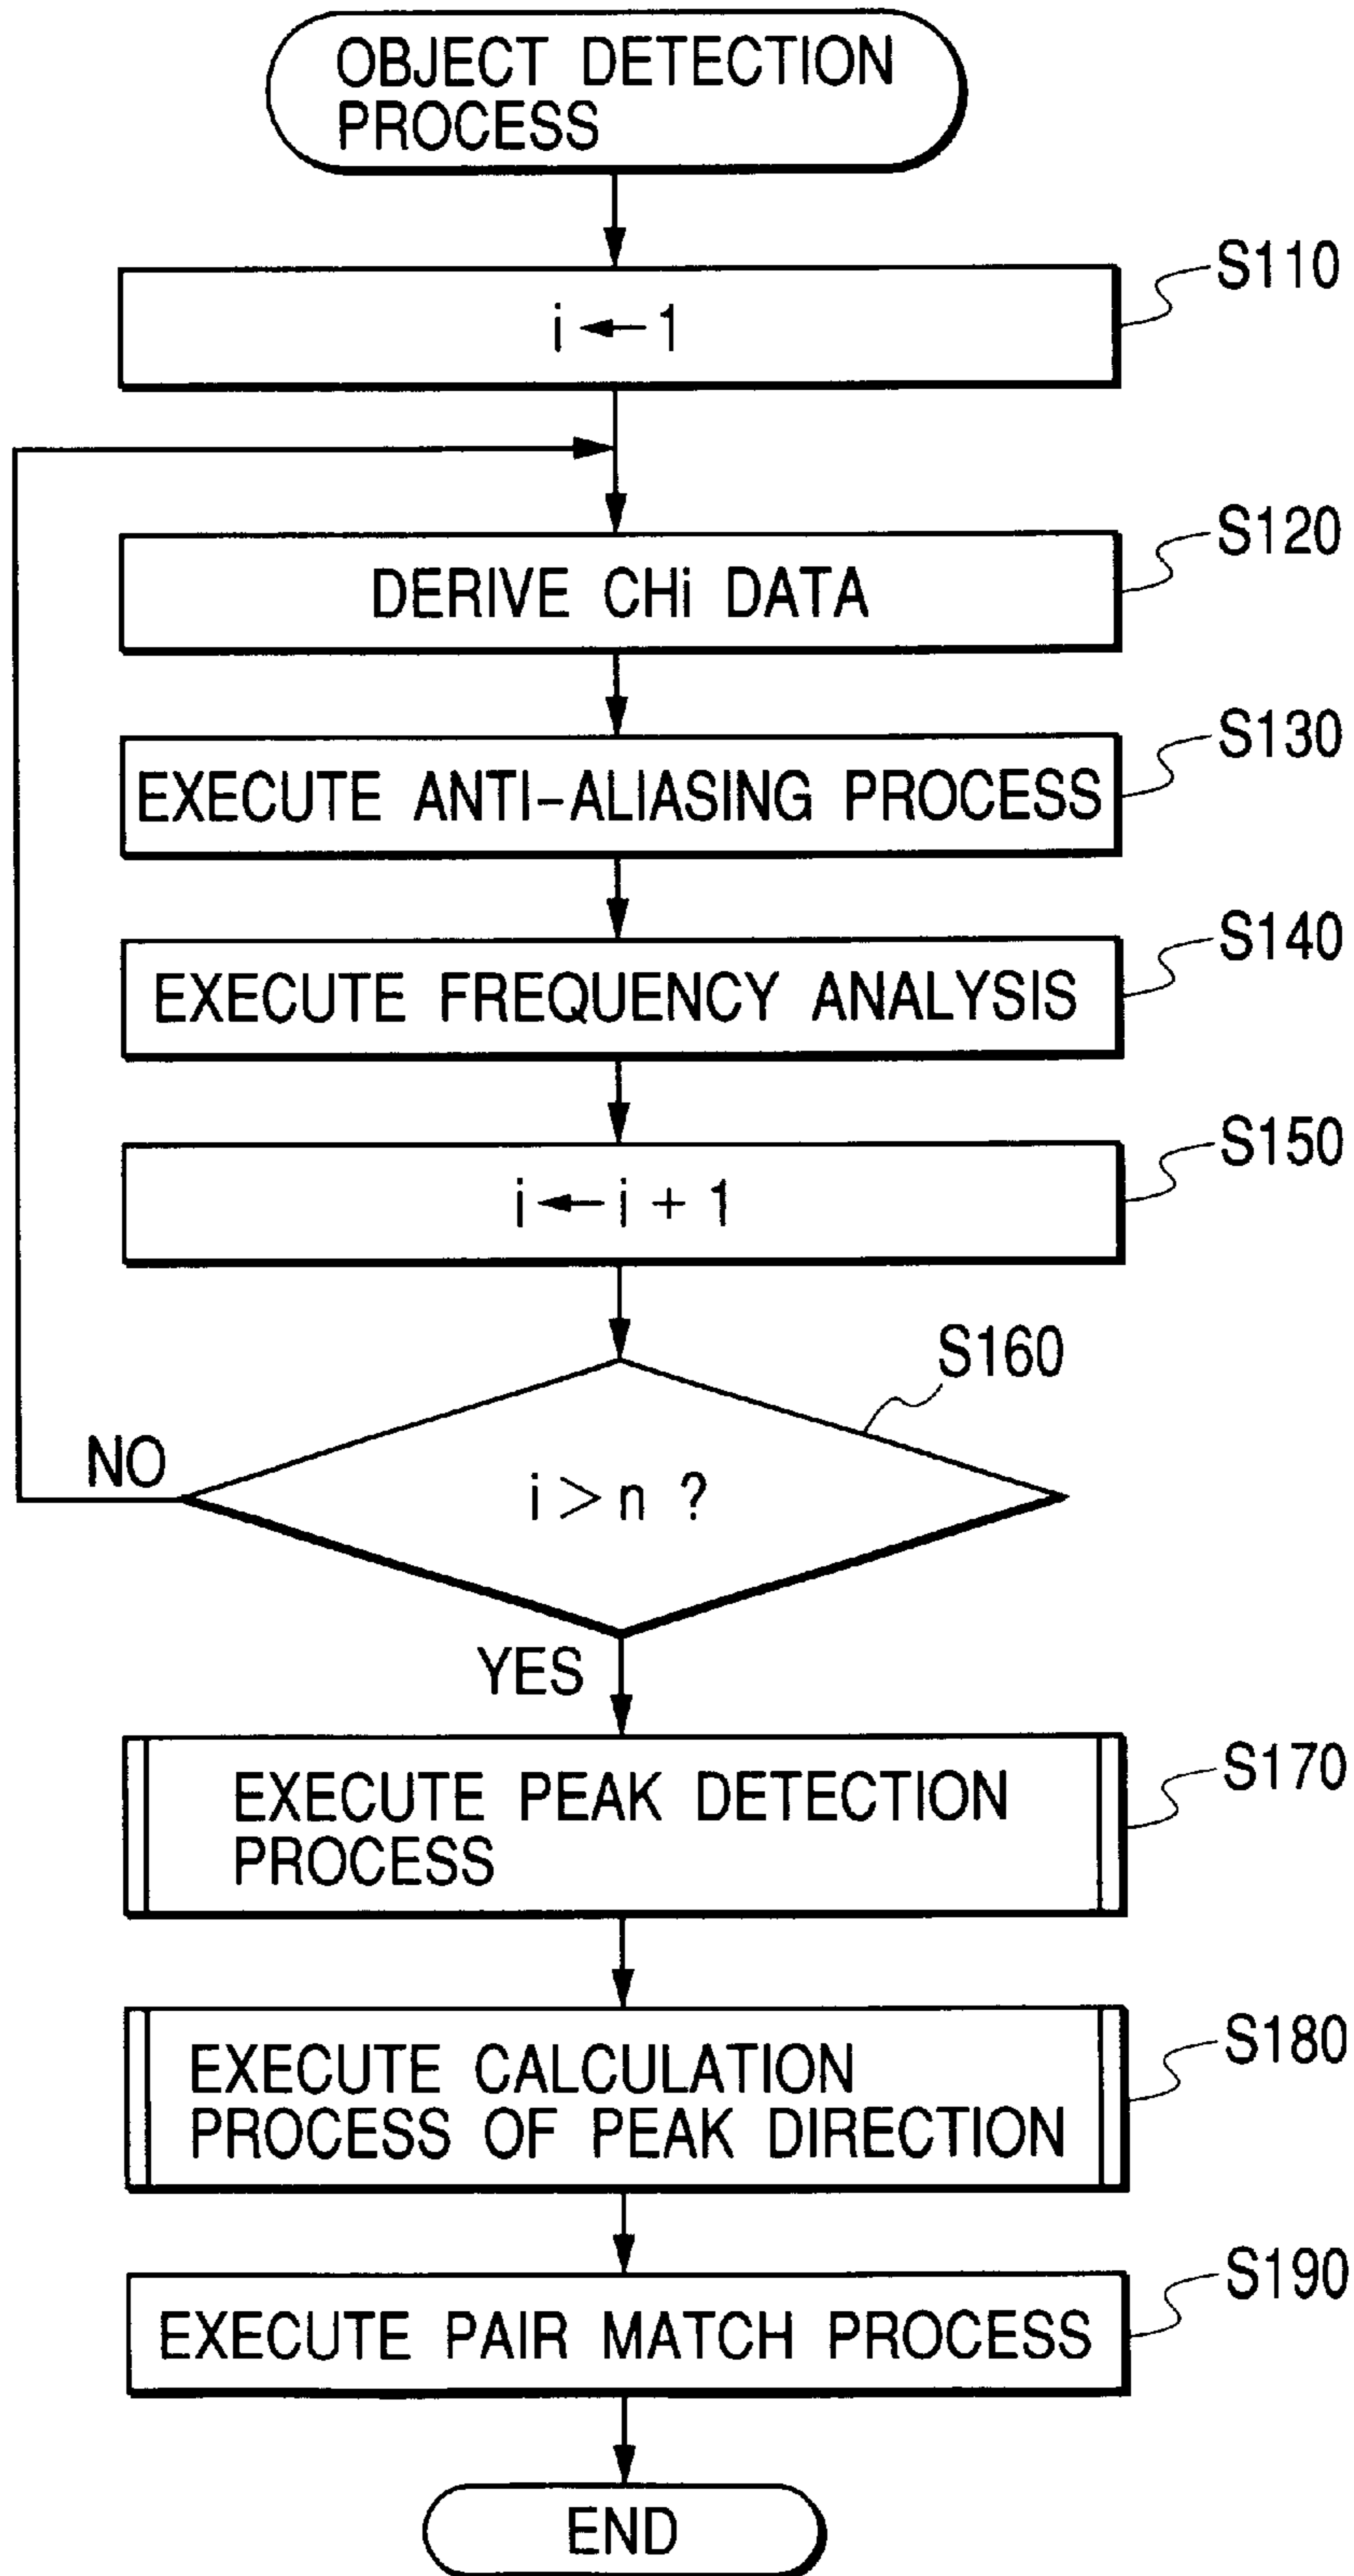 OBJECT DETECTION
PROCESS
S110
i ← 1
S120
DERIVE CHi DATA
S130
EXECUTE ANTI-ALIASING PROCESS
S140
EXECUTE FREQUENCY ANALYSIS
S150
i ← i + 1
S160
NO
i > n ?
YES
S170
EXECUTE PEAK DETECTION
PROCESS
S180
EXECUTE CALCULATION
PROCESS OF PEAK DIRECTION
S190
EXECUTE PAIR MATCH PROCESS
END